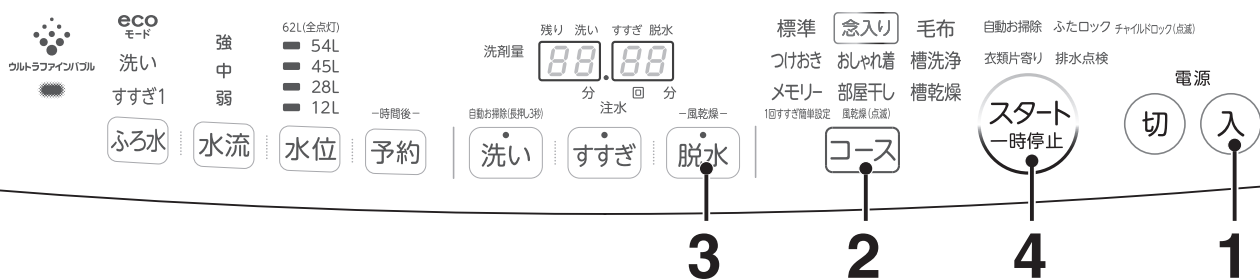 ウルトラファインバブル
eco
モード
洗い
すすぎ1
ふろ水
強
中
弱
水流
62L(全点灯)
54L
45L
28L
12L
水位
−時間後−
予約
洗剤量
残り 洗い すすぎ 脱水
88.88
分 回 分
注水
自動お掃除(長押し3秒)
洗い
すすぎ
−風乾燥−
脱水
標準 念入り 毛布
つけおき おしゃれ着 槽洗浄
メモリー 部屋干し 槽乾燥
1回すすぎ簡単設定 風乾燥(点滅)
コース
自動お掃除 ふたロック チャイルドロック(点滅)
衣類片寄り 排水点検
スタート
一時停止
電源
切 入
3 2 4 1